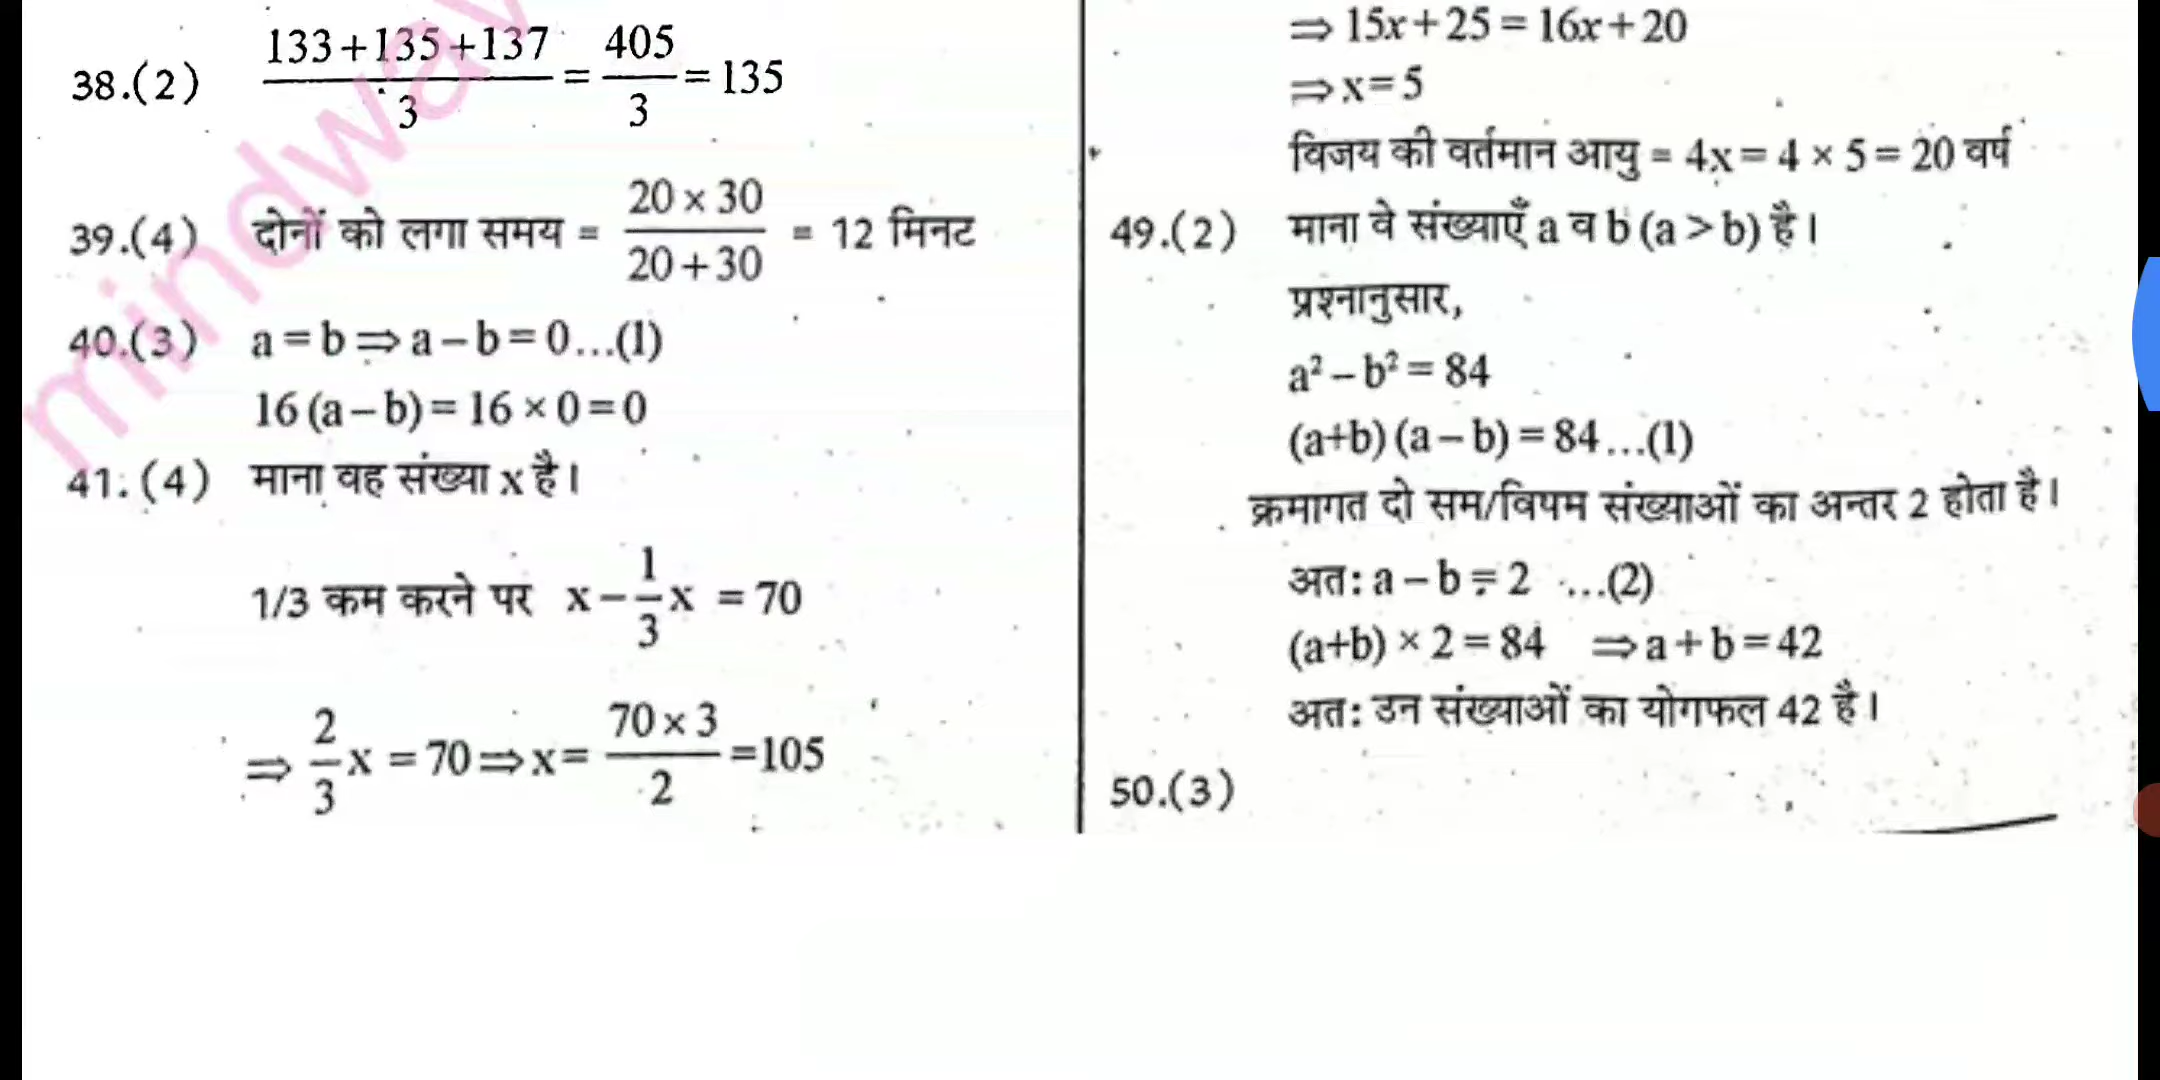 38.(2) (133+135+137)/3 = 405/3 = 135
39.(4) दोनों को लगा समय = (20 × 30)/(20+30) = 12 मिनट
40.(3) a = b ⇒ a – b = 0...(1)
16 (a – b) = 16 × 0 = 0
41.(4) माना वह संख्या x है।
1/3 कम करने पर x – 1/3 x = 70
⇒ 2/3 x = 70 ⇒ x = (70 × 3)/2 = 105
⇒ 15x + 25 = 16x + 20
⇒ x = 5
विजय की वर्तमान आयु = 4x = 4 × 5 = 20 वर्ष
49.(2) माना वे संख्याएँ a व b (a > b) है।
प्रश्नानुसार,
a² – b² = 84
(a+b) (a – b) = 84...(1)
क्रमागत दो सम/विषम संख्याओं का अन्तर 2 होता है।
अतः a – b = 2 ...(2)
(a+b) × 2 = 84 ⇒ a + b = 42
अतः उन संख्याओं का योगफल 42 है।
50.(3)